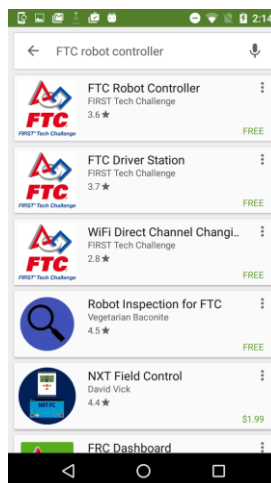 2:14
FTC robot controller
FTC Robot Controller
FIRST Tech Challenge
3.6★
FREE
FTC
FIRST® Tech Challenge
FTC Driver Station
FIRST Tech Challenge
3.7★
FREE
FTC
FIRST® Tech Challenge
WiFi Direct Channel Changi..
FIRST Tech Challenge
2.8★
FREE
FTC
FIRST® Tech Challenge
Robot Inspection for FTC
Vegetarian Baconite
4.5★
FREE
NXT Field Control
David Vick
4.4★
$1.99
NXT FC
FRC Dashboard